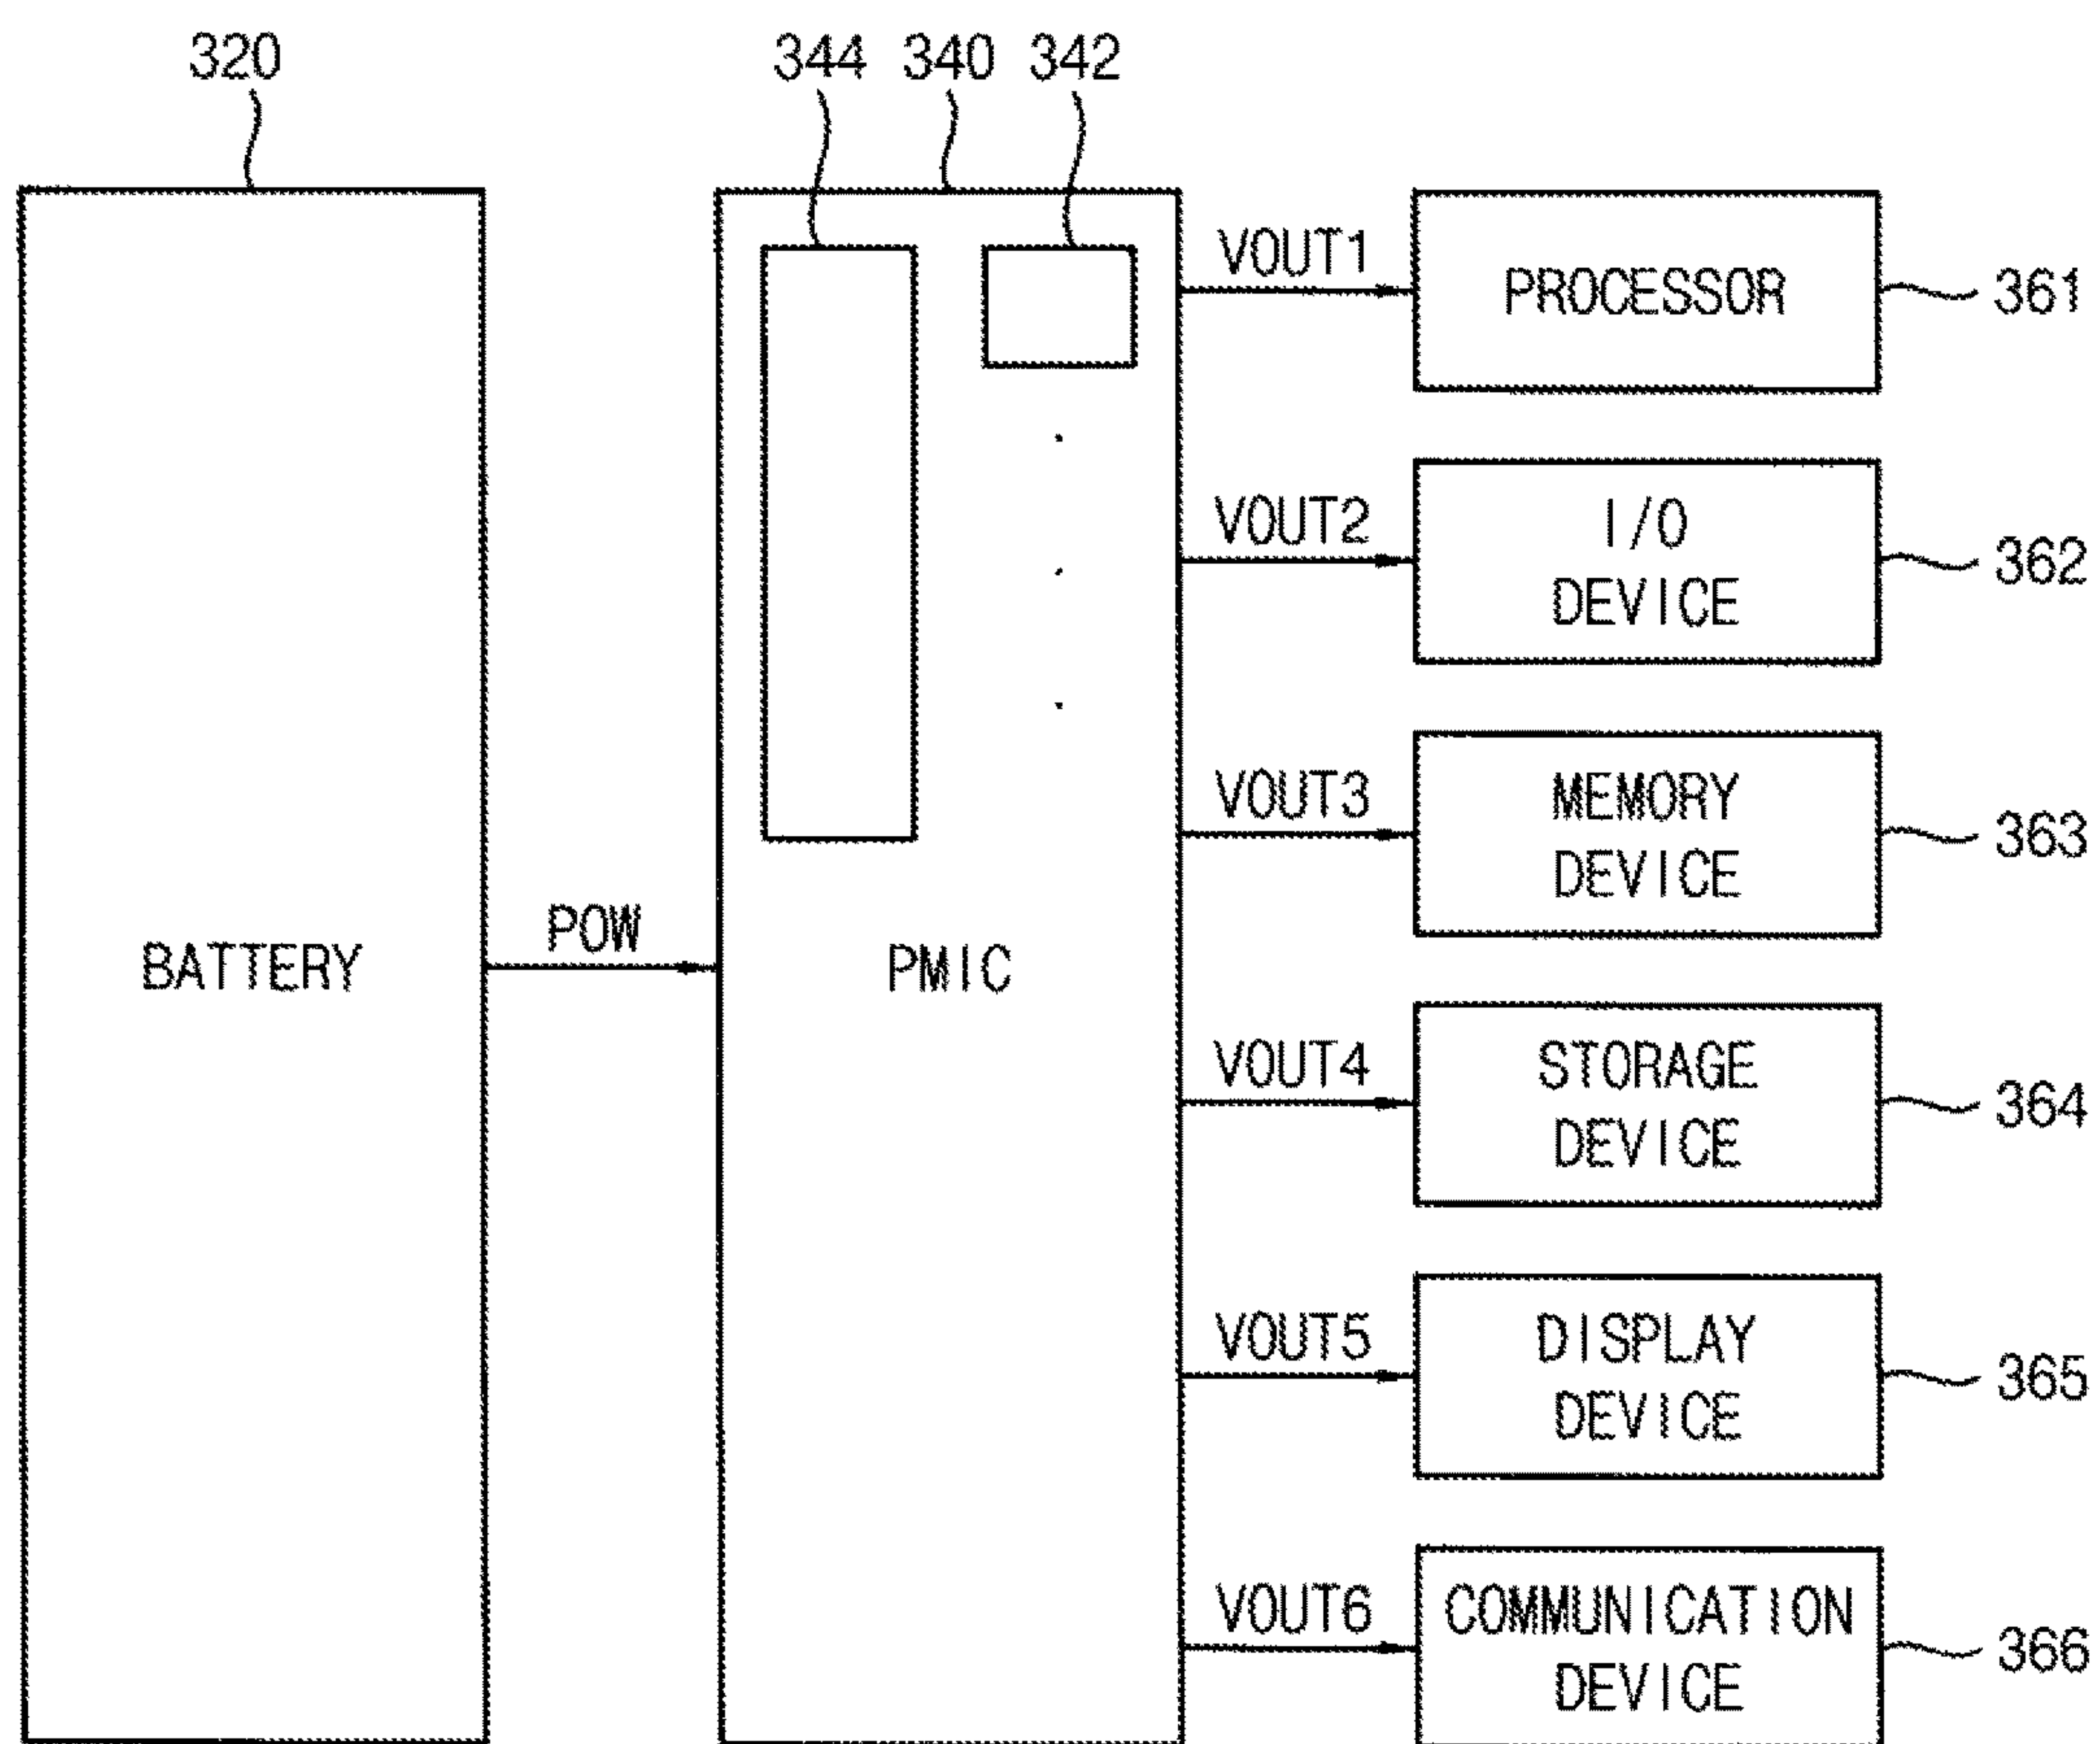 320
344 340 342
VOUT1
PROCESSOR
361
VOUT2
I/O
DEVICE
362
VOUT3
MEMORY
DEVICE
363
BATTERY
POW
PMIC
VOUT4
STORAGE
DEVICE
364
VOUT5
DISPLAY
DEVICE
365
VOUT6
COMMUNICATION
DEVICE
366